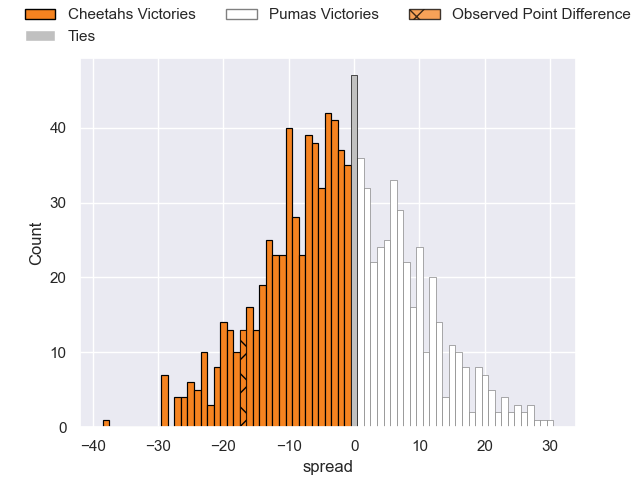 Cheetahs Victories Pumas Victories Observed Point Difference
Ties
40
30
20
10
0
Count
−40 −30 −20 −10 0 10 20 30
spread